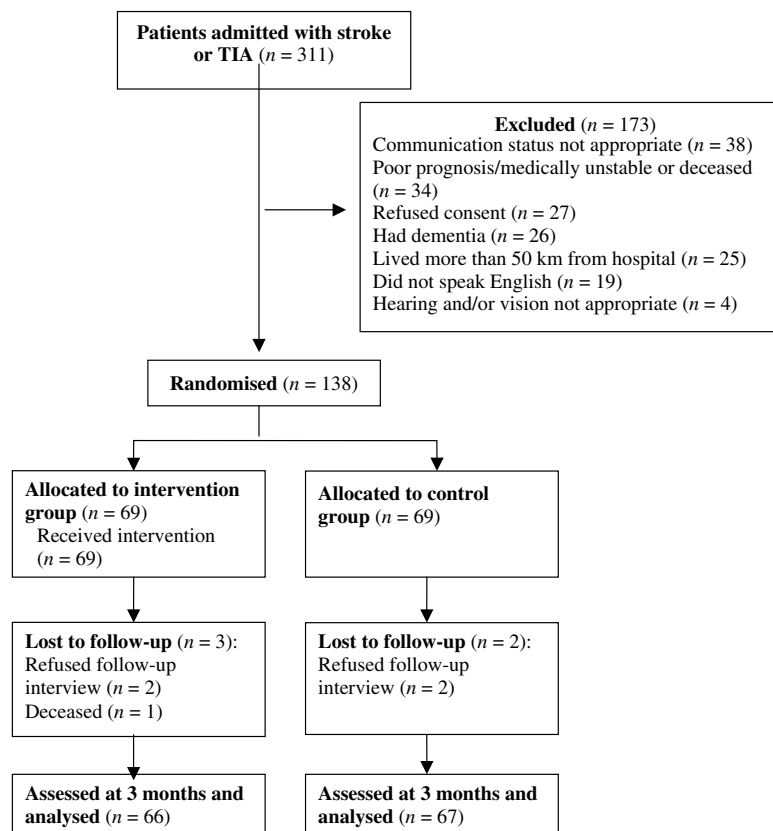 Patients admitted with stroke
or TIA (n = 311)
Excluded (n = 173)
Communication status not appropriate (n = 38)
Poor prognosis/medically unstable or deceased
(n = 34)
Refused consent (n = 27)
Had dementia (n = 26)
Lived more than 50 km from hospital (n = 25)
Did not speak English (n = 19)
Hearing and/or vision not appropriate (n = 4)
Randomised (n = 138)
Allocated to intervention
group (n = 69)
Received intervention
(n = 69)
Allocated to control
group (n = 69)
Lost to follow-up (n = 3):
Refused follow-up
interview (n = 2)
Deceased (n = 1)
Lost to follow-up (n = 2):
Refused follow-up
interview (n = 2)
Assessed at 3 months and
analysed (n = 66)
Assessed at 3 months and
analysed (n = 67)